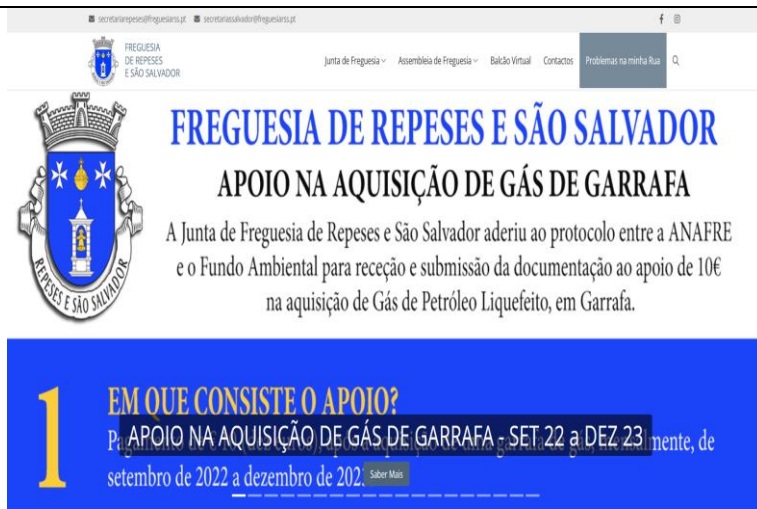 secretariarepeses@freguesiarss.pt secretariassalvador@freguesiarss.pt
FREGUESIA
DE REPESES
E SÃO SALVADOR
Junta de Freguesia Assembleia de Freguesia Balcão Virtual Contactos Problemas na minha Rua
FREGUESIA DE REPESES E SÃO SALVADOR
APOIO NA AQUISIÇÃO DE GÁS DE GARRAFA
A Junta de Freguesia de Repeses e São Salvador aderiu ao protocolo entre a ANAFRE
e o Fundo Ambiental para receção e submissão da documentação ao apoio de 10€
na aquisição de Gás de Petróleo Liquefeito, em Garrafa.
REPESES E SÃO SALVADOR
1
EM QUE CONSISTE O APOIO?
APOIO NA AQUISIÇÃO DE GÁS DE GARRAFA - SET 22 a DEZ 23
de
setembro de 2022 a dezembro de
Saber Mais